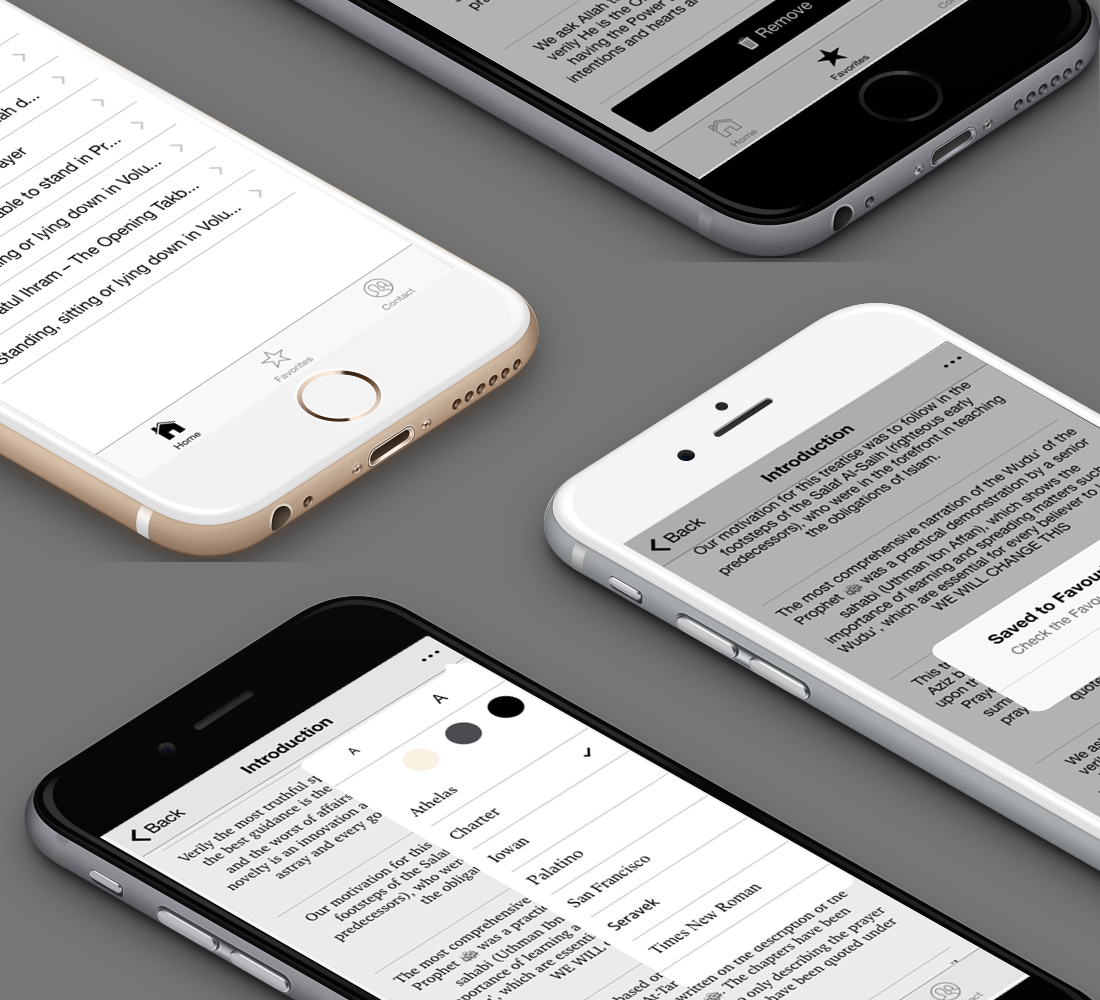 ah d...
ayer
able to stand in Pr...
ng or lying down in Volu...
atul Ihram – The Opening Takb...
Standing, sitting or lying down in Volu...
Home
Favorites
Contact
We ask Allah
verily He is the
having the Power
intentions and hearts
Remove
Home
Favorites
Back
Introduction
Our motivation for this treatise was to follow in the
footsteps of the Salaf Al-Salih (righteous early
predecessors), who were in the forefront in teaching
the obligations of Islam.
The most comprehensive narration of the Wudu' of the
Prophet ﷺ was a practical demonstration by a senior
sahabi (Uthman Ibn Affan), which shows the
importance of learning and spreading matters such
Wudu', which are essential for every believer to
WE WILL CHANGE THIS
Saved to Favou
Check the Favou
This
Aziz b
upon
Praye
pray
quote
We as
Back
Introduction
A
A
Athelas
Charter
Iowan
Palatino
San Francisco
Seravek
Times New Roman
Verily the most truthful
the best guidance is the
and the worst of affairs
novelty is an innovation a
astray and every go
Our motivation for this
footsteps of the Salaf
predecessors), who were
the obliga
The most comprehensive
Prophet ﷺ was a practic
sahabi (Uthman Ibn
importance of learning a
Wudu', which are essenti
WE WILL
based on
At-Tar
written on the description of the
ﷺ. The chapters have been
only describing the prayer
have been quoted under